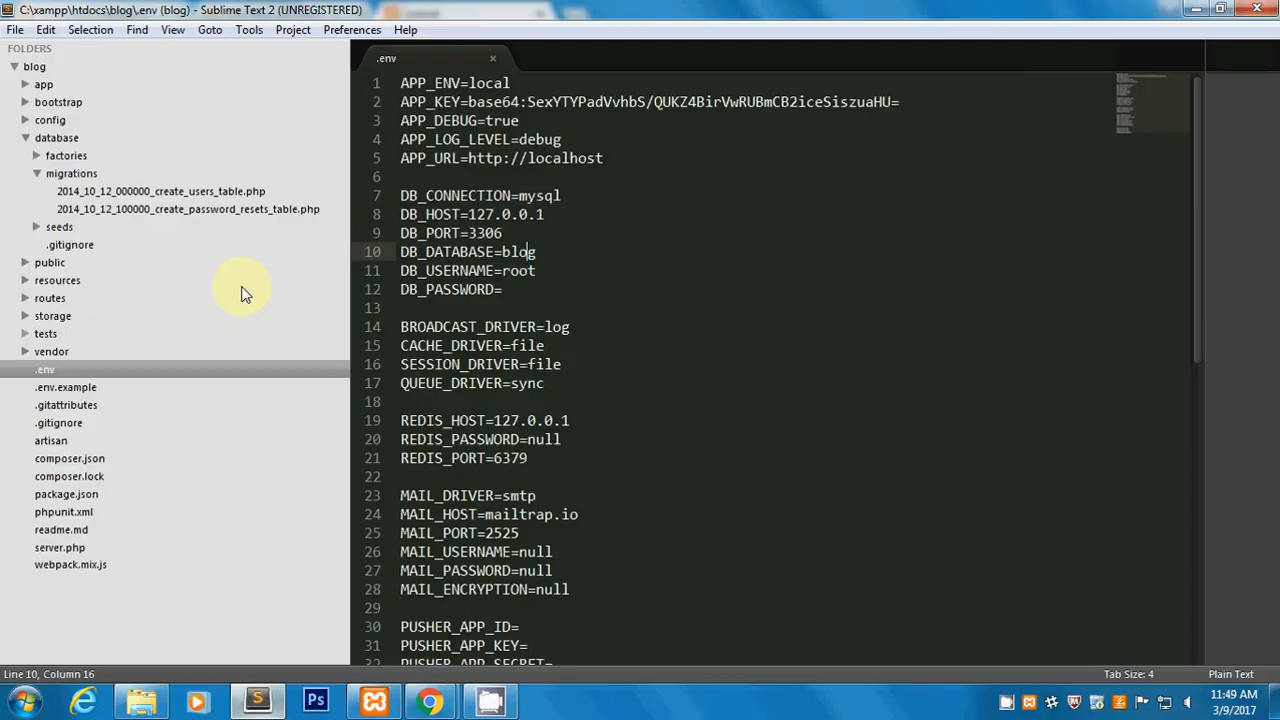 C:\xampp\htdocs\blog\.env (blog) - Sublime Text 2 (UNREGISTERED)
File Edit Selection Find View Goto Tools Project Preferences Help
FOLDERS
blog
app
bootstrap
config
database
factories
migrations
2014_10_12_000000_create_users_table.php
2014_10_12_100000_create_password_resets_table.php
seeds
.gitignore
public
resources
routes
storage
tests
vendor
.env
.env.example
.gitattributes
.gitignore
artisan
composer.json
composer.lock
package.json
phpunit.xml
readme.md
server.php
webpack.mix.js
.env
1 APP_ENV=local
2 APP_KEY=base64:SexYTYPadVvhbS/QUKZ4BirVwRUBmCB2iceSiszuaHU=
3 APP_DEBUG=true
4 APP_LOG_LEVEL=debug
5 APP_URL=http://localhost
6
7 DB_CONNECTION=mysql
8 DB_HOST=127.0.0.1
9 DB_PORT=3306
10 DB_DATABASE=blog
11 DB_USERNAME=root
12 DB_PASSWORD=
13
14 BROADCAST_DRIVER=log
15 CACHE_DRIVER=file
16 SESSION_DRIVER=file
17 QUEUE_DRIVER=sync
18
19 REDIS_HOST=127.0.0.1
20 REDIS_PASSWORD=null
21 REDIS_PORT=6379
22
23 MAIL_DRIVER=smtp
24 MAIL_HOST=mailtrap.io
25 MAIL_PORT=2525
26 MAIL_USERNAME=null
27 MAIL_PASSWORD=null
28 MAIL_ENCRYPTION=null
29
30 PUSHER_APP_ID=
31 PUSHER_APP_KEY=
32 PUSHER_APP_SECRET=
Line 10, Column 16
Tab Size: 4
Plain Text
Ps
11:49 AM
3/9/2017